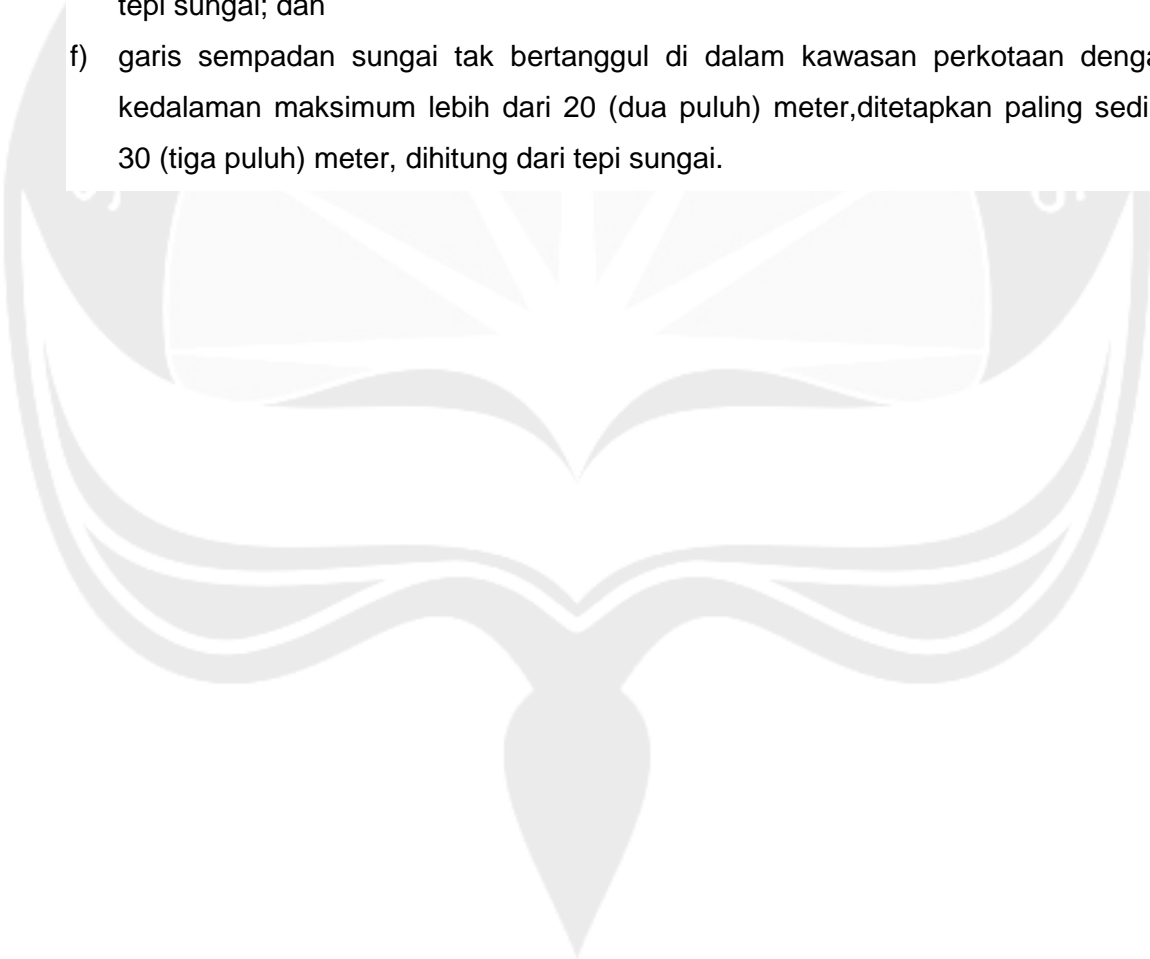 tepi sungai; dan
f) garis sempadan sungai tak bertanggul di dalam kawasan perkotaan denga
kedalaman maksimum lebih dari 20 (dua puluh) meter,ditetapkan paling sedi
30 (tiga puluh) meter, dihitung dari tepi sungai.